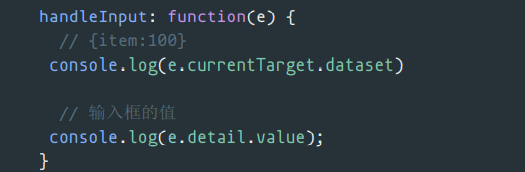 handleInput: function(e) {
// {item:100}
console.log(e.currentTarget.dataset)
// 输入框的值
console.log(e.detail.value);
}